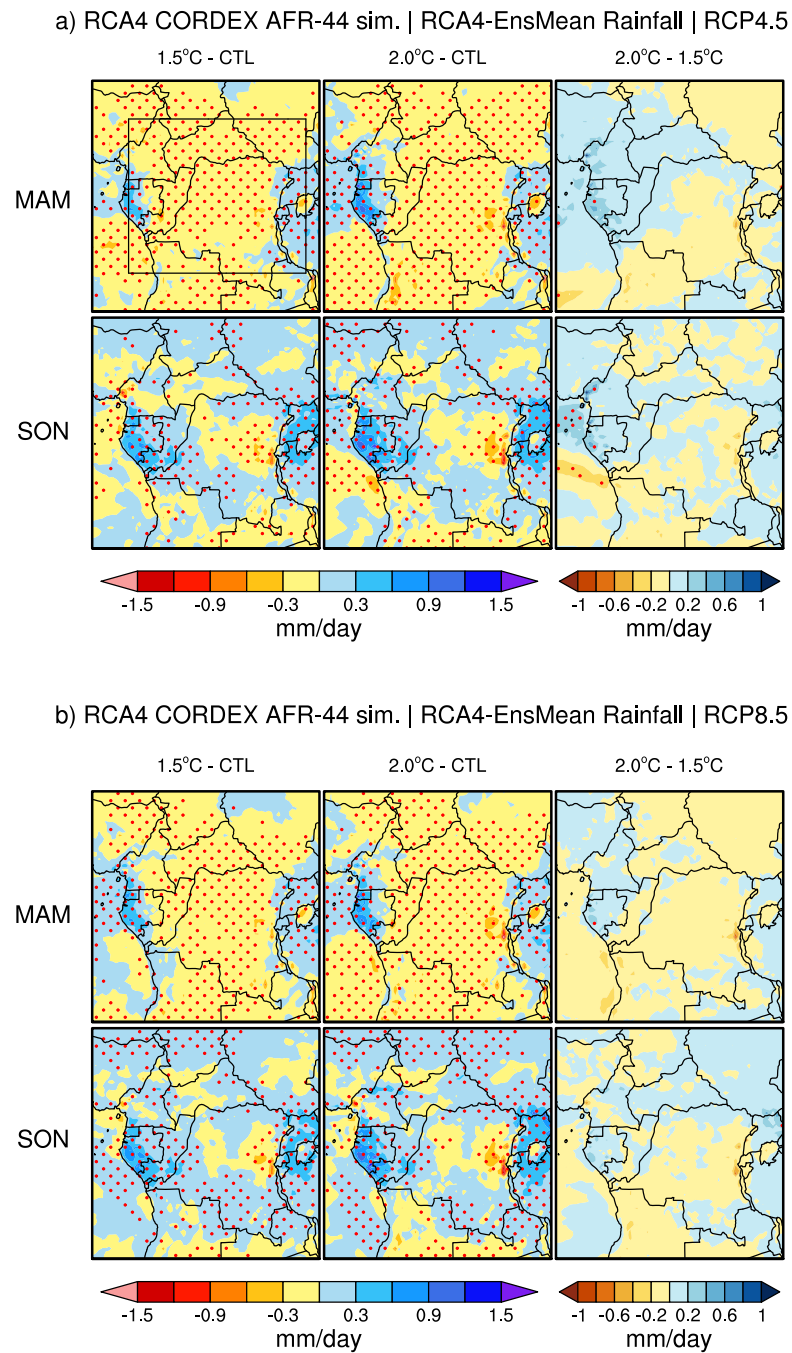 a) RCA4 CORDEX AFR-44 sim. | RCA4-EnsMean Rainfall | RCP4.5
1.5°C - CTL 2.0°C - CTL 2.0°C - 1.5°C
MAM
SON
-1.5 -0.9 -0.3 0.3 0.9 1.5 -1 -0.6 -0.2 0.2 0.6 1
mm/day mm/day
b) RCA4 CORDEX AFR-44 sim. | RCA4-EnsMean Rainfall | RCP8.5
1.5°C - CTL 2.0°C - CTL 2.0°C - 1.5°C
MAM
SON
-1.5 -0.9 -0.3 0.3 0.9 1.5 -1 -0.6 -0.2 0.2 0.6 1
mm/day mm/day